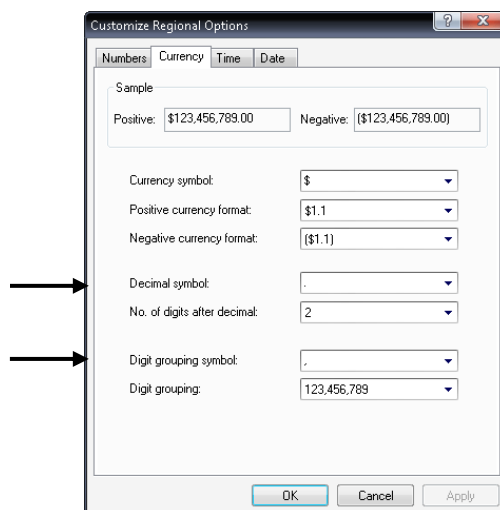 Customize Regional Options
Numbers Currency Time Date
Sample
Positive: $123,456,789.00 Negative: ($123,456,789.00)
Currency symbol: $
Positive currency format: $1.1
Negative currency format: ($1.1)
Decimal symbol: .
No. of digits after decimal: 2
Digit grouping symbol: ,
Digit grouping: 123,456,789
OK Cancel Apply